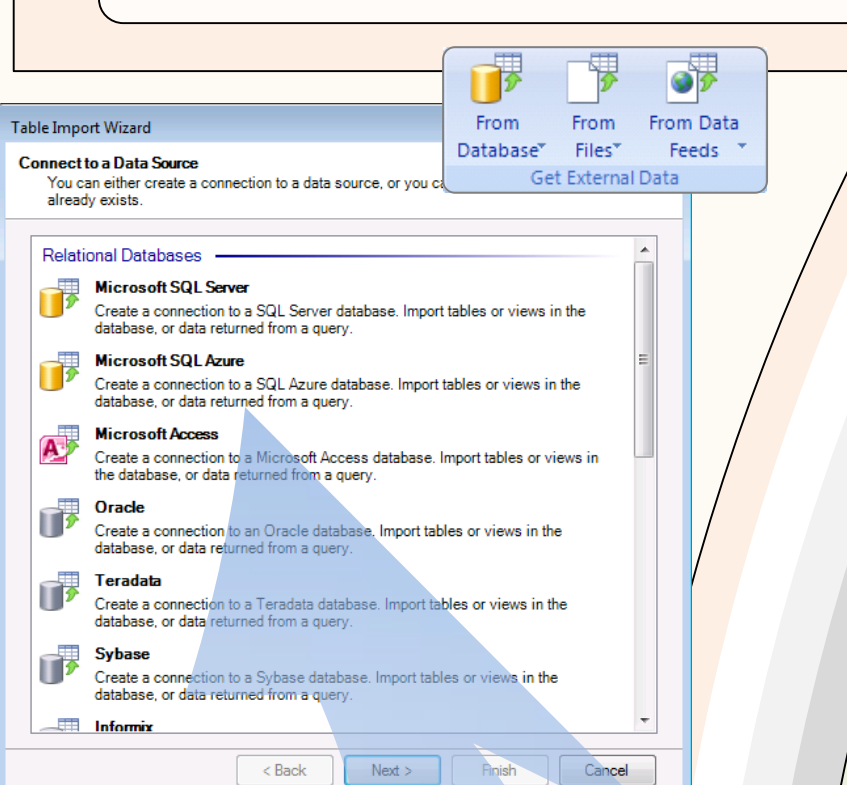 From Database
From Files
From Data Feeds
Get External Data
Table Import Wizard
Connect to a Data Source
You can either create a connection to a data source, or you
already exists.
Relational Databases
Microsoft SQL Server
Create a connection to a SQL Server database. Import tables or views in the
database, or data returned from a query.
Microsoft SQL Azure
Create a connection to a SQL Azure database. Import tables or views in the
database, or data returned from a query.
Microsoft Access
Create a connection to a Microsoft Access database. Import tables or views in
the database, or data returned from a query.
Oracle
Create a connection to an Oracle database. Import tables or views in the
database, or data returned from a query.
Teradata
Create a connection to a Teradata database. Import tables or views in the
database, or data returned from a query.
Sybase
Create a connection to a Sybase database. Import tables or views in the
database, or data returned from a query.
Informix
< Back
Next >
Finish
Cancel